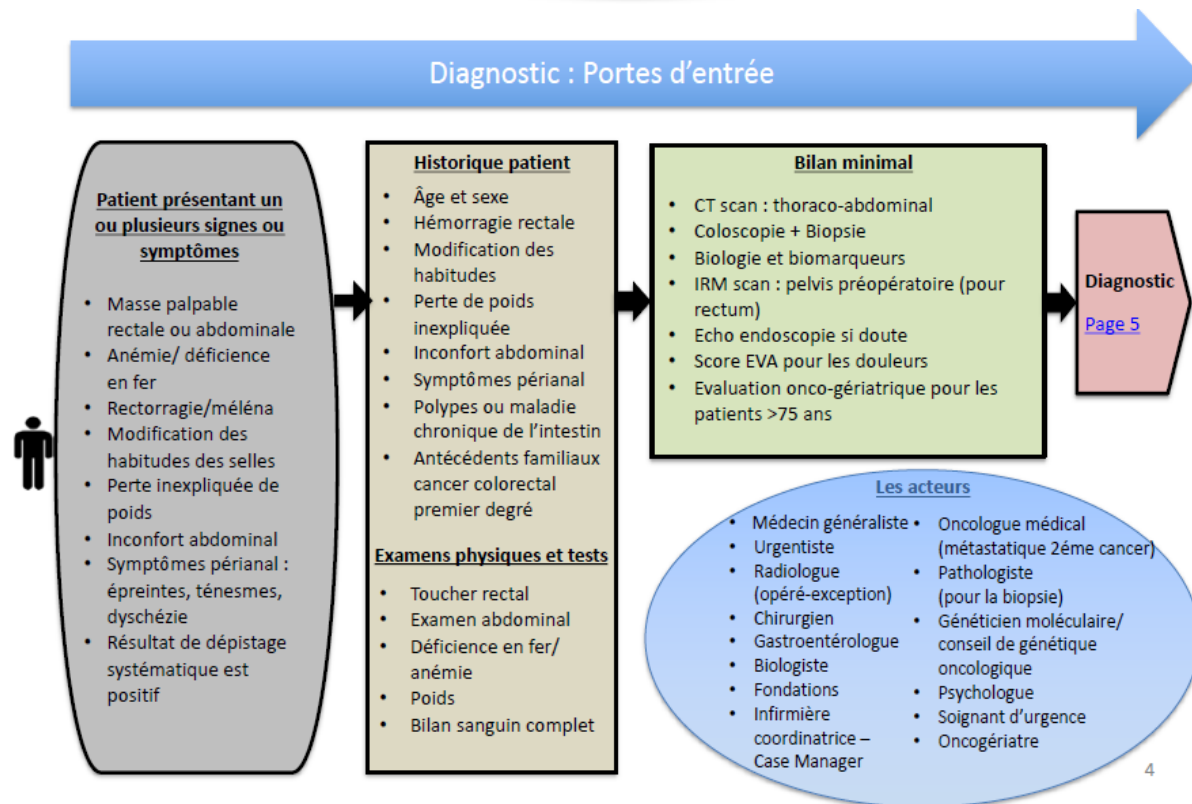 Diagnostic : Portes d'entrée
Patient présentant un
ou plusieurs signes ou
symptômes
• Masse palpable
rectale ou abdominale
• Anémie/ déficience
en fer
• Rectorragie/méléna
• Modification des
habitudes des selles
• Perte inexpliquée de
poids
• Inconfort abdominal
• Symptômes périanal :
épreintes, ténesmes,
dyschézie
• Résultat de dépistage
systématique est
positif
Historique patient
• Âge et sexe
• Hémorragie rectale
• Modification des
habitudes
• Perte de poids
inexpliquée
• Inconfort abdominal
• Symptômes périanal
• Polypes ou maladie
chronique de l'intestin
• Antécédents familiaux
cancer colorectal
premier degré
Examens physiques et tests
• Toucher rectal
• Examen abdominal
• Déficience en fer/
anémie
• Poids
• Bilan sanguin complet
Bilan minimal
• CT scan : thoraco-abdominal
• Coloscopie + Biopsie
• Biologie et biomarqueurs
• IRM scan : pelvis préopératoire (pour
rectum)
• Echo endoscopie si doute
• Score EVA pour les douleurs
• Evaluation onco-gériatrique pour les
patients >75 ans
Diagnostic
Page 5
Les acteurs
• Médecin généraliste
• Urgentiste
• Radiologue
(opéré-exception)
• Chirurgien
• Gastroentérologue
• Biologiste
• Fondations
• Infirmière
coordinatrice –
Case Manager
• Oncologue médical
(métastatique 2éme cancer)
• Pathologiste
(pour la biopsie)
• Généticien moléculaire/
conseil de génétique
oncologique
• Psychologue
• Soignant d'urgence
• Oncogériatre
4